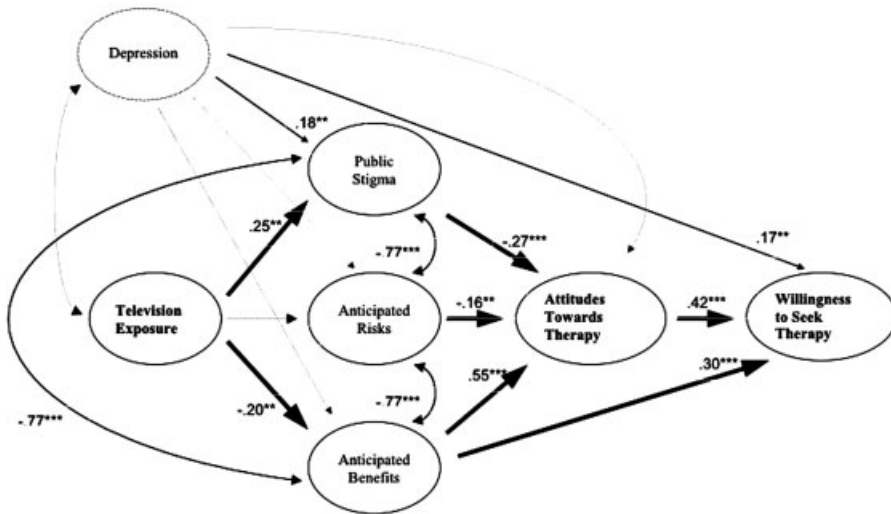 Depression
.18**
Public
Stigma
.25**
-.27***
.17**
-.77***
Television
Exposure
Anticipated
Risks
-.16**
Attitudes
Towards
Therapy
.42***
Willingness
to Seek
Therapy
.55***
.30***
-.77***
-.20**
-.77***
Anticipated
Benefits